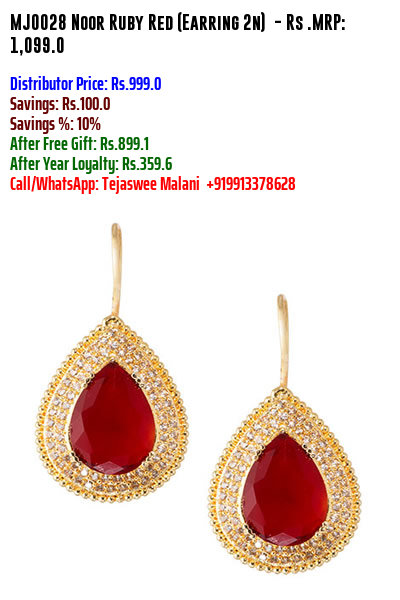 MJ0028 Noor Ruby Red (Earring 2n) - Rs .MRP:
1,099.0
Distributor Price: Rs.999.0
Savings: Rs.100.0
Savings %: 10%
After Free Gift: Rs.899.1
After Year Loyalty: Rs.359.6
Call/WhatsApp: Tejaswee Malani +919913378628